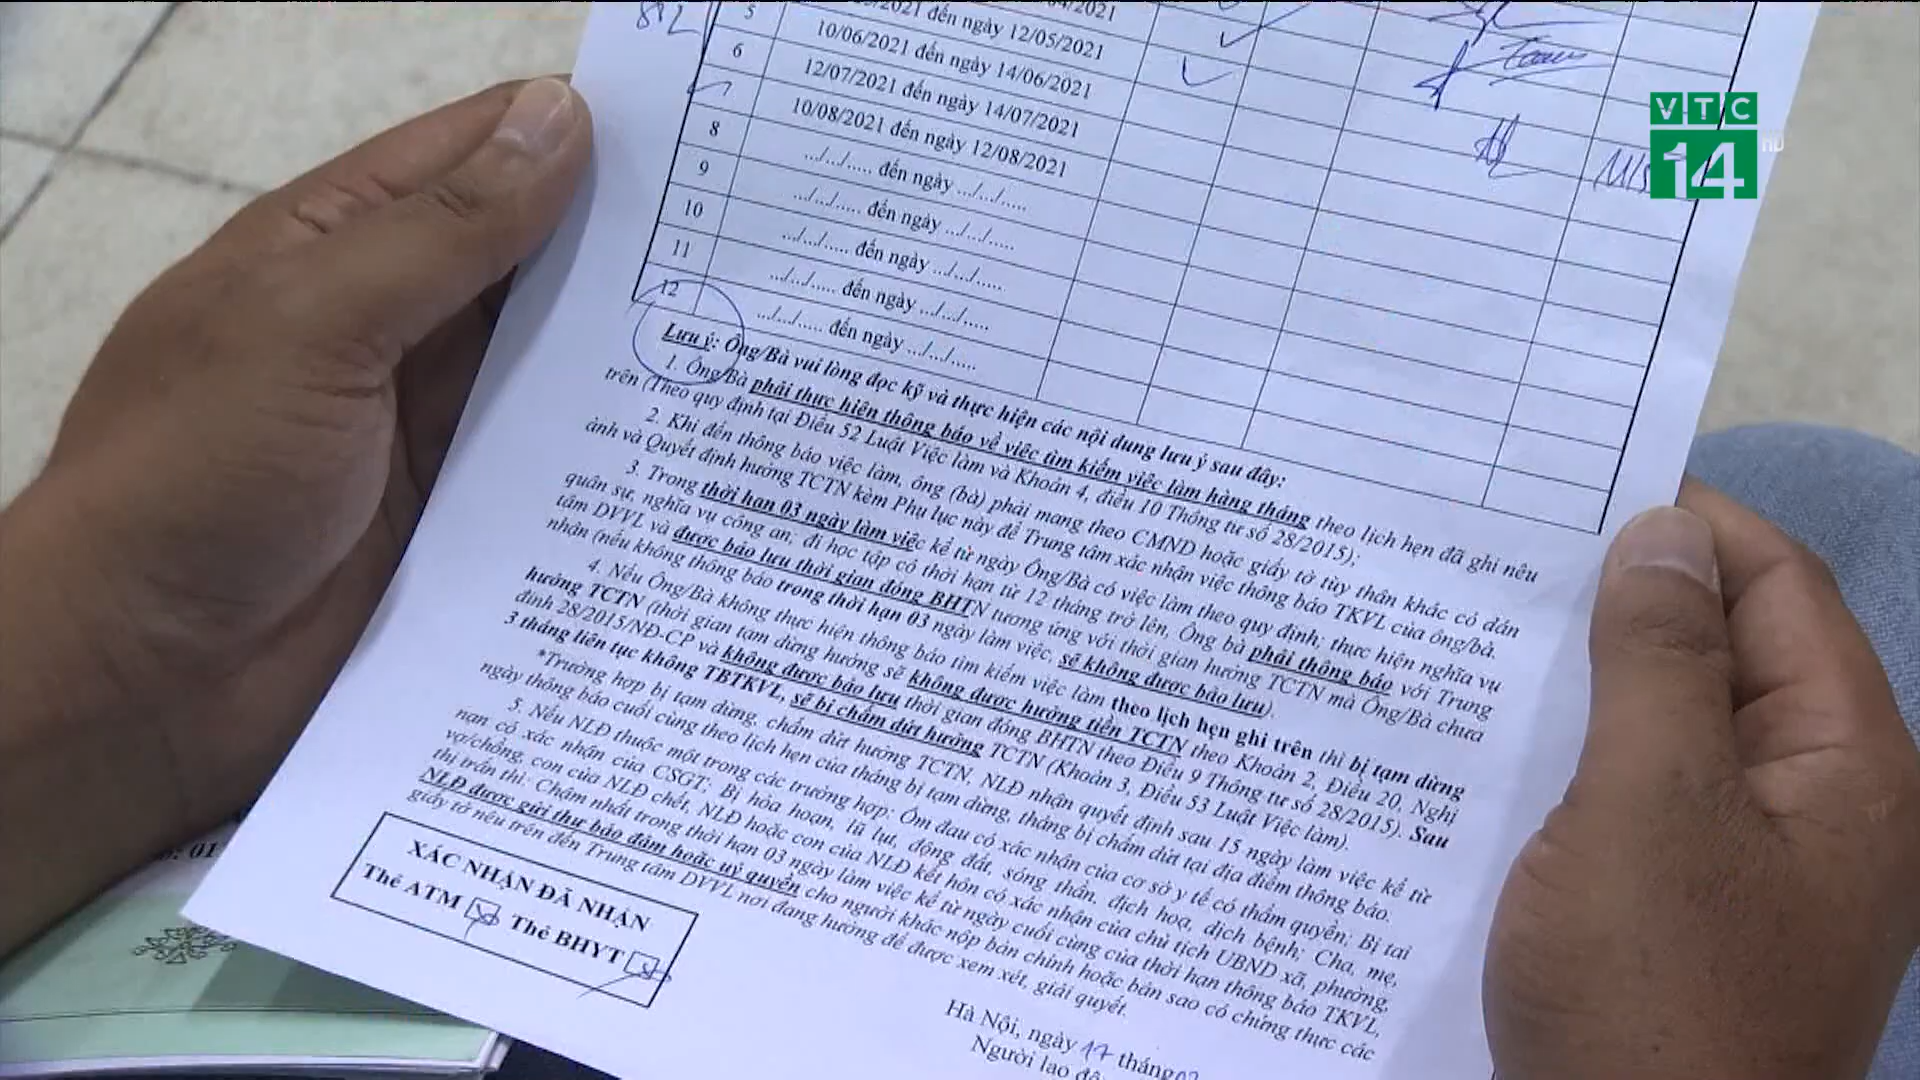 5
04/2021
/2021 đến ngày 12/05/2021
6
10/06/2021 đến ngày 14/06/2021
12/07/2021 đến ngày 14/07/2021
8
10/08/2021 đến ngày 12/08/2021
9
.../.../..... đến ngày .../.../.....
10
.../.../..... đến ngày .../.../.....
11
.../.../..... đến ngày .../.../.....
12
.../.../..... đến ngày .../.../.....
.../.../..... đến ngày .../.../.....
VTC
14
HD
Lưu ý: Ông/Bà vui lòng đọc kỹ và thực hiện các nội dung lưu ý sau đây:
1. Ông/Bà phải thực hiện thông báo về việc tìm kiếm việc làm hàng tháng theo lịch hẹn đã ghi nêu
trên (Theo quy định tại Điều 52 Luật Việc làm và Khoản 4, điều 10 Thông tư số 28/2015);
2. Khi đến thông báo việc làm, ông (bà) phải mang theo CMND hoặc giấy tờ tùy thân khác có dán
ảnh và Quyết định hưởng TCTN kèm Phụ lục này để Trung tâm xác nhận việc thông báo TKVL của ông/bà.
3. Trong thời hạn 03 ngày làm việc kể từ ngày Ông/Bà có việc làm theo quy định; thực hiện nghĩa vụ
quân sự, nghĩa vụ công an; đi học tập có thời hạn từ 12 tháng trở lên, Ông bà phải thông báo với Trung
tâm DVVL và được bảo lưu thời gian đóng BHTN tương ứng với thời gian hưởng TCTN mà Ông/Bà chưa
nhận (nếu không thông báo trong thời hạn 03 ngày làm việc, sẽ không được bảo lưu).
4. Nếu Ông/Bà không thực hiện thông báo tìm kiếm việc làm theo lịch hẹn ghi trên thì bị tạm dừng
hưởng TCTN (thời gian tạm dừng hưởng sẽ không được hưởng tiền TCTN theo Khoản 2, Điều 20, Nghị
định 28/2015/NĐ-CP và không được bảo lưu thời gian đóng BHTN theo Điều 9 Thông tư số 28/2015). Sau
3 tháng liên tục không TBTKVL, sẽ bị chấm dứt hưởng TCTN (Khoản 3, Điều 53 Luật Việc làm).
*Trường hợp bị tạm dừng, chấm dứt hưởng TCTN, NLĐ nhận quyết định sau 15 ngày làm việc kể từ
ngày thông báo cuối cùng theo lịch hẹn của tháng bị tạm dừng, tháng bị chấm dứt tại địa điểm thông báo.
5. Nếu NLĐ thuộc một trong các trường hợp: Ốm đau có xác nhận của cơ sở y tế có thẩm quyền; Bị tai
nạn có xác nhận của CSGT; Bị hỏa hoạn, lũ lụt, động đất, sóng thần, dịch hoạ, dịch bệnh; Cha, mẹ,
vợ/chồng, con của NLĐ chết, NLĐ hoặc con của NLĐ kết hôn có xác nhận của chủ tịch UBND xã, phường,
thị trấn thì: Chậm nhất trong thời hạn 03 ngày làm việc kể từ ngày cuối cùng của thời hạn thông báo TKVL,
NLĐ được gửi thư bảo đảm hoặc uỷ quyền cho người khác nộp bản chính hoặc bản sao có chứng thực các
giấy tờ nêu trên đến Trung tâm DVVL nơi đang hưởng để được xem xét, giải quyết.
XÁC NHẬN ĐÃ NHẬN
Thẻ ATM Thẻ BHYT
Hà Nội, ngày 17 tháng
Người lao